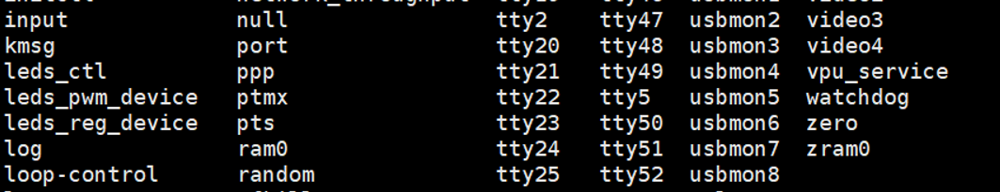 input null tty2 tty47 usbmon2 video3
kmsg port tty20 tty48 usbmon3 video4
leds_ctl ppp tty21 tty49 usbmon4 vpu_service
leds_pwm_device ptmx tty22 tty5 usbmon5 watchdog
leds_reg_device pts tty23 tty50 usbmon6 zero
log ram0 tty24 tty51 usbmon7 zram0
loop-control random tty25 tty52 usbmon8